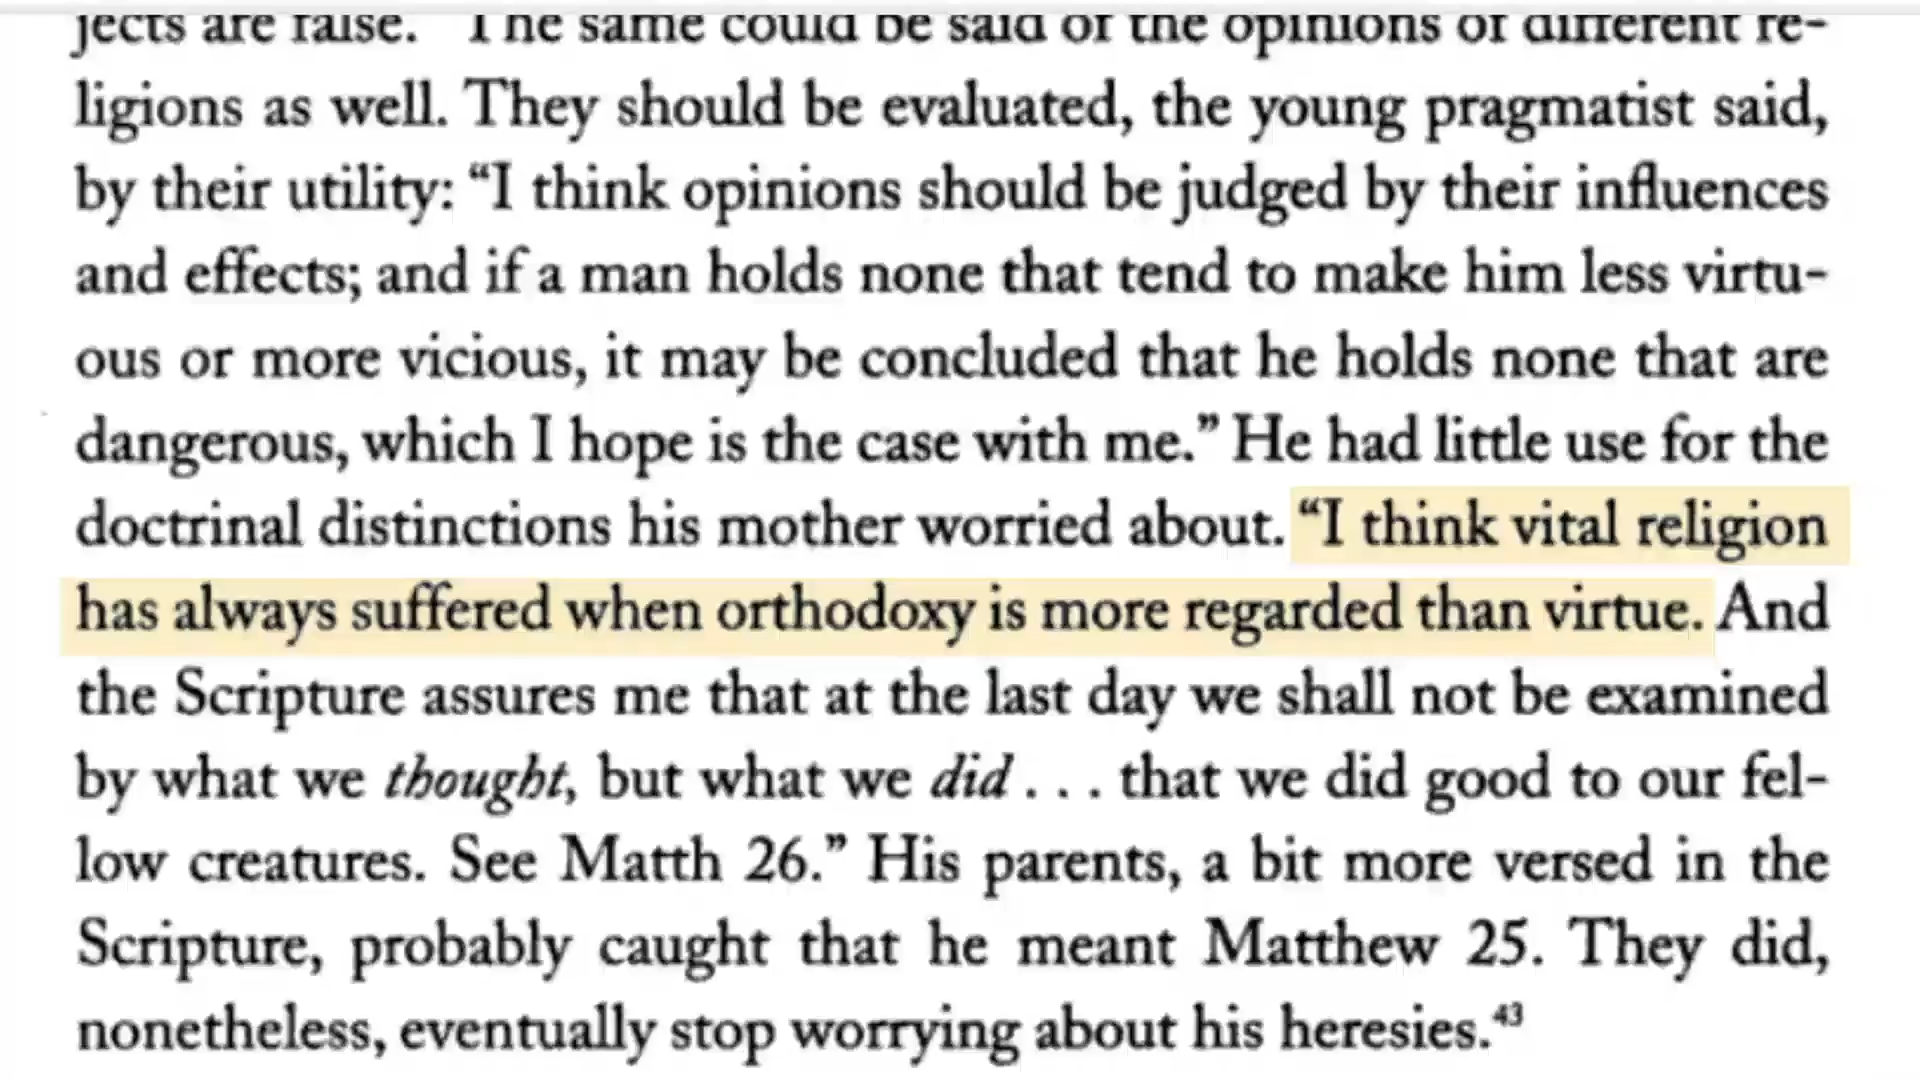 jects are false.” The same could be said of the opinions of different re-
ligions as well. They should be evaluated, the young pragmatist said,
by their utility: “I think opinions should be judged by their influences
and effects; and if a man holds none that tend to make him less virtu-
ous or more vicious, it may be concluded that he holds none that are
dangerous, which I hope is the case with me.” He had little use for the
doctrinal distinctions his mother worried about. “I think vital religion
has always suffered when orthodoxy is more regarded than virtue. And
the Scripture assures me that at the last day we shall not be examined
by what we thought, but what we did . . . that we did good to our fel-
low creatures. See Matth 26.” His parents, a bit more versed in the
Scripture, probably caught that he meant Matthew 25. They did,
nonetheless, eventually stop worrying about his heresies.43